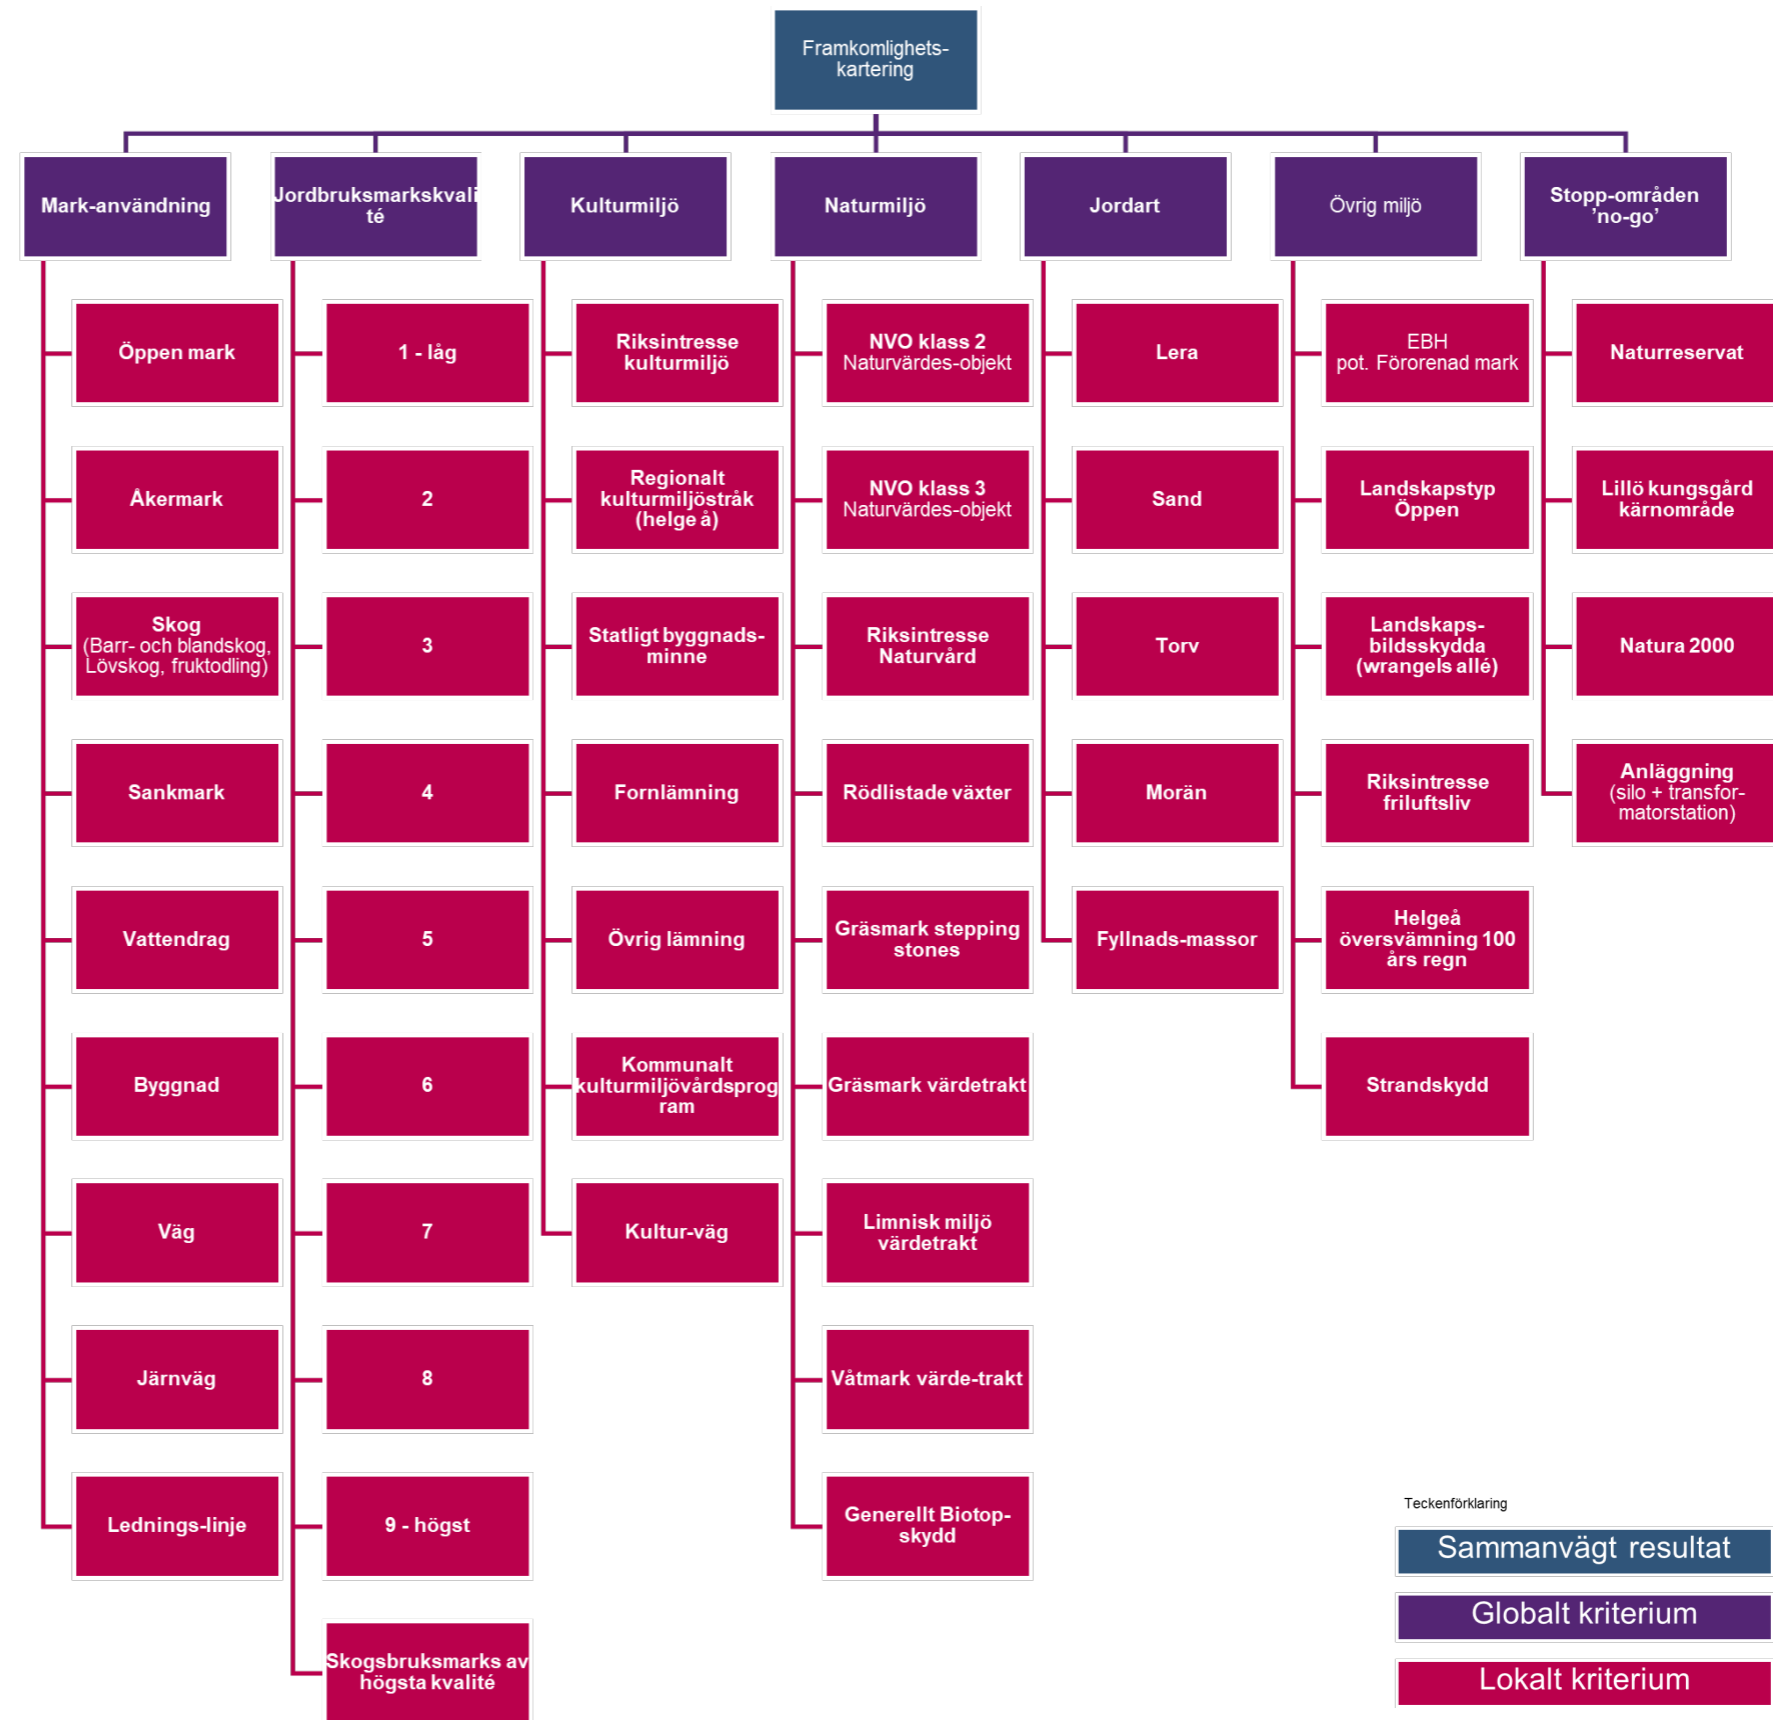 Framkomlighets-
kartering
Mark-användning
Jordbruksmarkskvali
té
Kulturmiljö
Naturmiljö
Jordart
Övrig miljö
Stopp-områden
’no-go’
Öppen mark
Åkermark
Skog
(Barr- och blandskog,
Lövskog, fruktodling)
Sankmark
Vattendrag
Byggnad
Väg
Järnväg
Lednings-linje
1 - låg
2
3
4
5
6
7
8
9 - högst
Skogsbruksmarks av
högsta kvalité
Riksintresse
kulturmiljö
Regionalt
kulturmiljöstråk
(helge å)
Statligt byggnads-
minne
Fornlämning
Övrig lämning
Kommunalt
kulturmiljövårdsprog
ram
Kultur-väg
NVO klass 2
Naturvärdes-objekt
NVO klass 3
Naturvärdes-objekt
Riksintresse
Naturvård
Rödlistade växter
Gräsmark stepping
stones
Gräsmark värdetrakt
Limnisk miljö
värdetrakt
Våtmark värde-trakt
Generellt Biotop-
skydd
Lera
Sand
Torv
Morän
Fyllnads-massor
EBH
pot. Förorenad mark
Landskapstyp
Öppen
Landskaps-
bildsskydda
(wrangels allé)
Riksintresse
friluftsliv
Helgeå
översvämning 100
års regn
Strandskydd
Naturreservat
Lillö kungsgård
kärnområde
Natura 2000
Anläggning
(silo + transfor-
matorstation)
Teckenförklaring
Sammanvägt resultat
Globalt kriterium
Lokalt kriterium